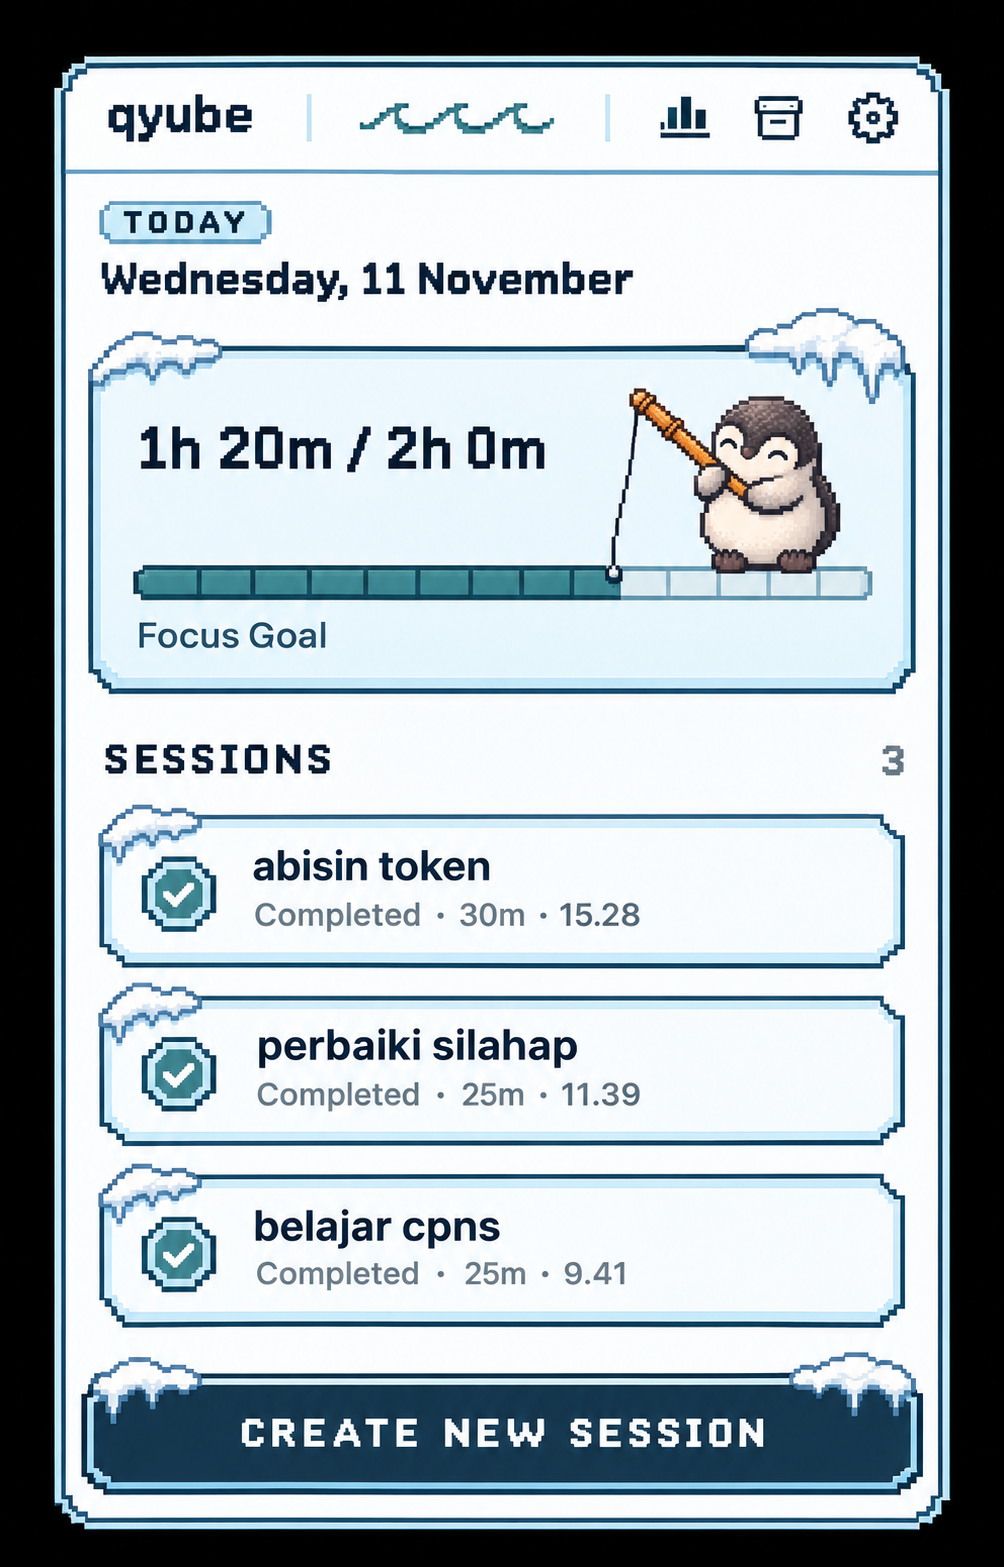 qyube
TODAY
Wednesday, 11 November
1h 20m / 2h 0m
Focus Goal
SESSIONS
3
abisin token
Completed · 30m · 15.28
perbaiki silahap
Completed · 25m · 11.39
belajar cpns
Completed · 25m · 9.41
CREATE NEW SESSION